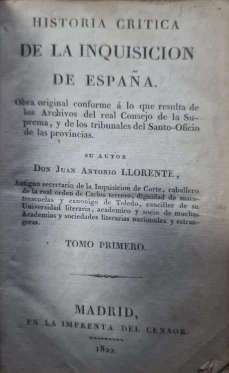 HISTORIA CRITICA
DE LA INQUISICION
DE ESPAÑA.
Obra original conforme á lo que resulta de
los Archivos del real Consejo de la Su-
prema, y de los tribunales del Santo-Oficio
de las provincias.
SU AUTOR
DON JUAN ANTONIO LLORENTE,
Antiguo secretario de la Inquisicion de Corte, caballero
de la real orden de Carlos tercero, dignidad de maes-
trescuelas y canonigo de Toledo, canciller de su
Universidad literaria, academico y socio de muchas
Academias y sociedades literarias nacionales y estran-
geras.
TOMO PRIMERO.
MADRID,
EN LA IMPRENTA DEL CENSOR.
1822.